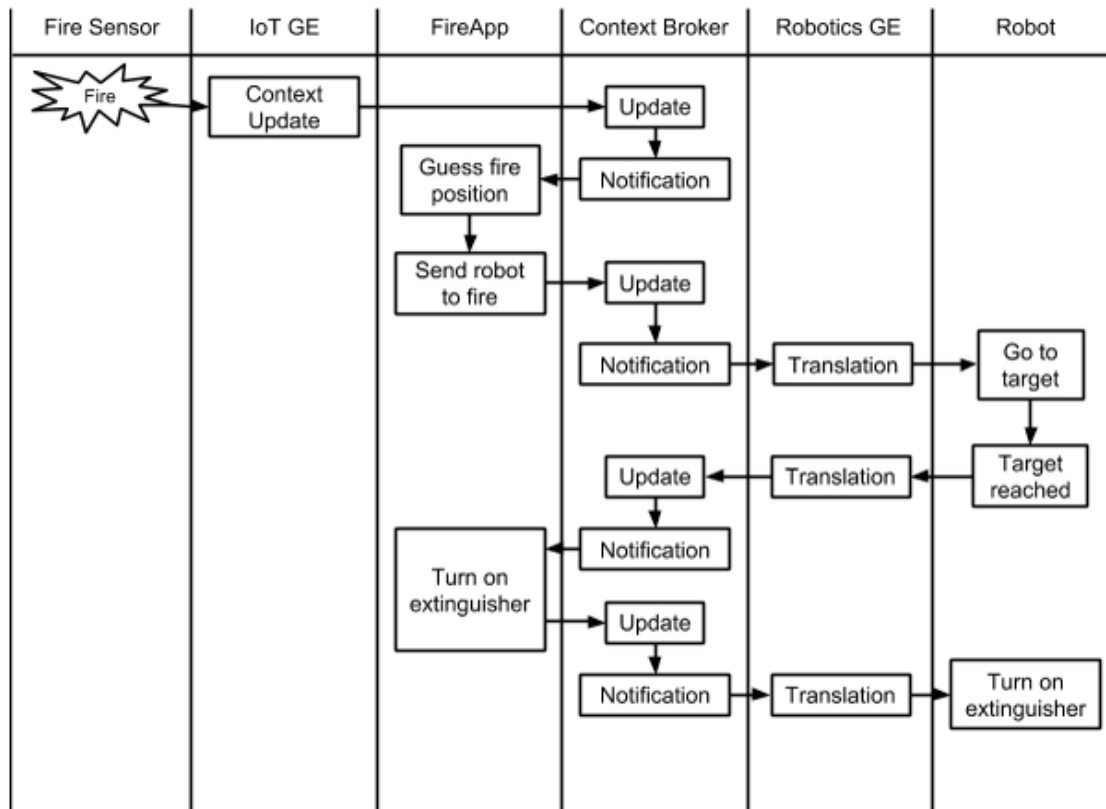 Fire Sensor
IoT GE
FireApp
Context Broker
Robotics GE
Robot
Fire
Context
Update
Update
Guess fire
position
Notification
Send robot
to fire
Update
Notification
Translation
Go to
target
Update
Translation
Target
reached
Notification
Turn on
extinguisher
Update
Notification
Translation
Turn on
extinguisher